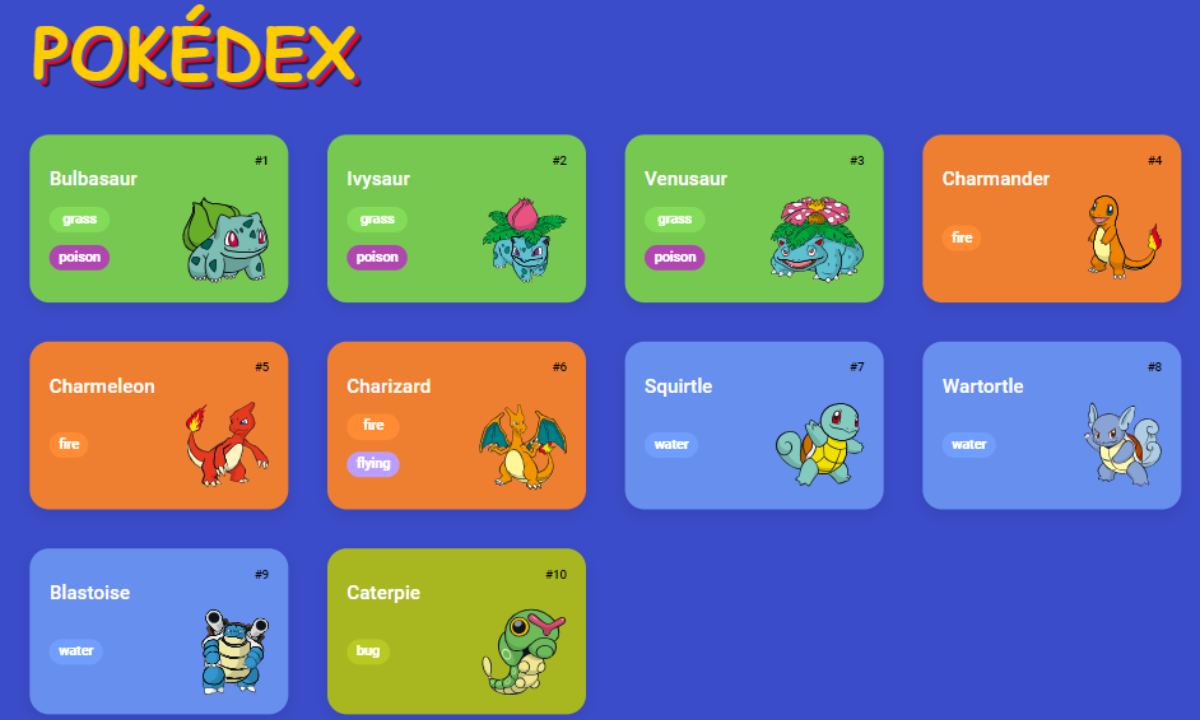 POKÉDEX
#1
Bulbasaur
grass
poison
#2
Ivysaur
grass
poison
#3
Venusaur
grass
poison
#4
Charmander
fire
#5
Charmeleon
fire
#6
Charizard
fire
flying
#7
Squirtle
water
#8
Wartortle
water
#9
Blastoise
water
#10
Caterpie
bug